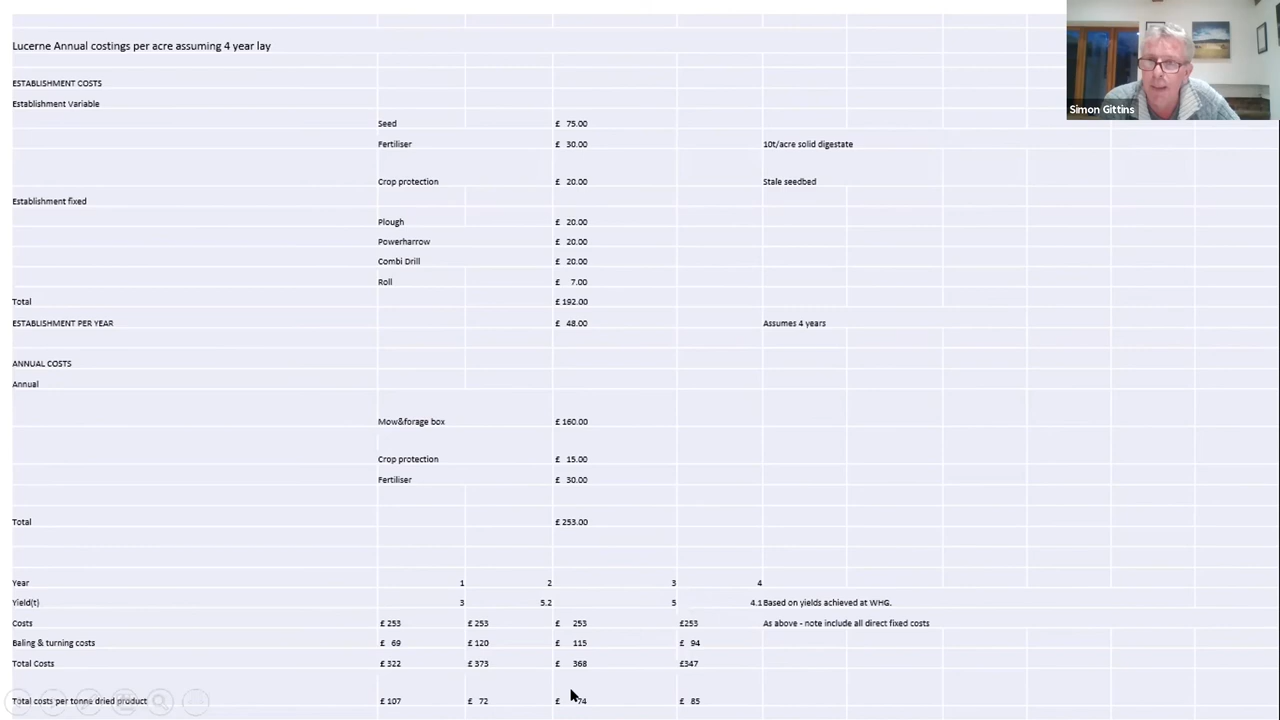 Lucerne Annual costings per acre assuming 4 year lay
Simon Gittins
ESTABLISHMENT COSTS
Establishment Variable
Seed £ 75.00
Fertiliser £ 30.00 10t/acre solid digestate
Crop protection £ 20.00 Stale seedbed
Establishment fixed
Plough £ 20.00
Powerharrow £ 20.00
Combi Drill £ 20.00
Roll £ 7.00
Total £ 192.00
ESTABLISHMENT PER YEAR £ 48.00 Assumes 4 years
ANNUAL COSTS
Annual
Mow&forage box £ 160.00
Crop protection £ 15.00
Fertiliser £ 30.00
Total £ 253.00
Year 1 2 3 4
Yield(t) 3 5.2 5 4.1 Based on yields achieved at WHG.
Costs £ 253 £ 253 £ 253 £253 As above - note include all direct fixed costs
Baling & turning costs £ 69 £ 120 £ 115 £ 94
Total Costs £ 322 £ 373 £ 368 £347
Total costs per tonne dried product £ 107 £ 72 £ 74 £ 85